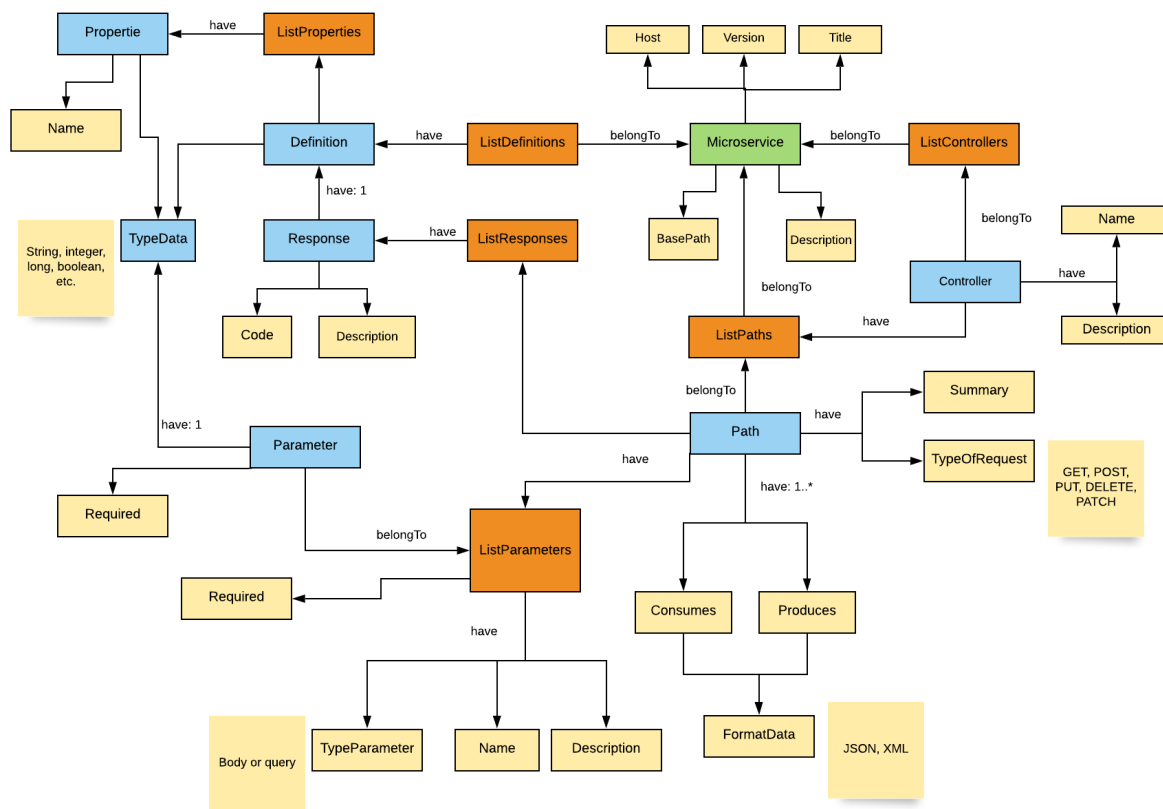 Propertie
have
ListProperties
Host
Version
Title
Name
Definition
have
ListDefinitions
belongTo
Microservice
belongTo
ListControllers
have: 1
belongTo
Name
String, integer,
long, boolean,
etc.
TypeData
Response
have
ListResponses
BasePath
Description
Controller
have
belongTo
Code
Description
ListPaths
have
Description
belongTo
Summary
have: 1
Parameter
Path
have
have
TypeOfRequest
GET, POST,
PUT, DELETE,
PATCH
have: 1..*
Required
belongTo
ListParameters
Required
Consumes
Produces
have
TypeParameter
Name
Description
FormatData
Body or query
JSON, XML